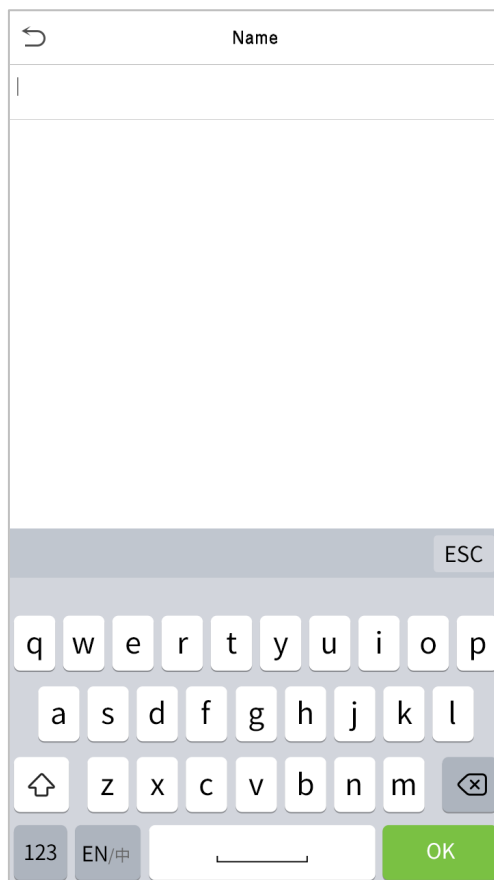 Name
ESC
q w e r t y u i o p
a s d f g h j k l
z x c v b n m
123 EN/中 OK